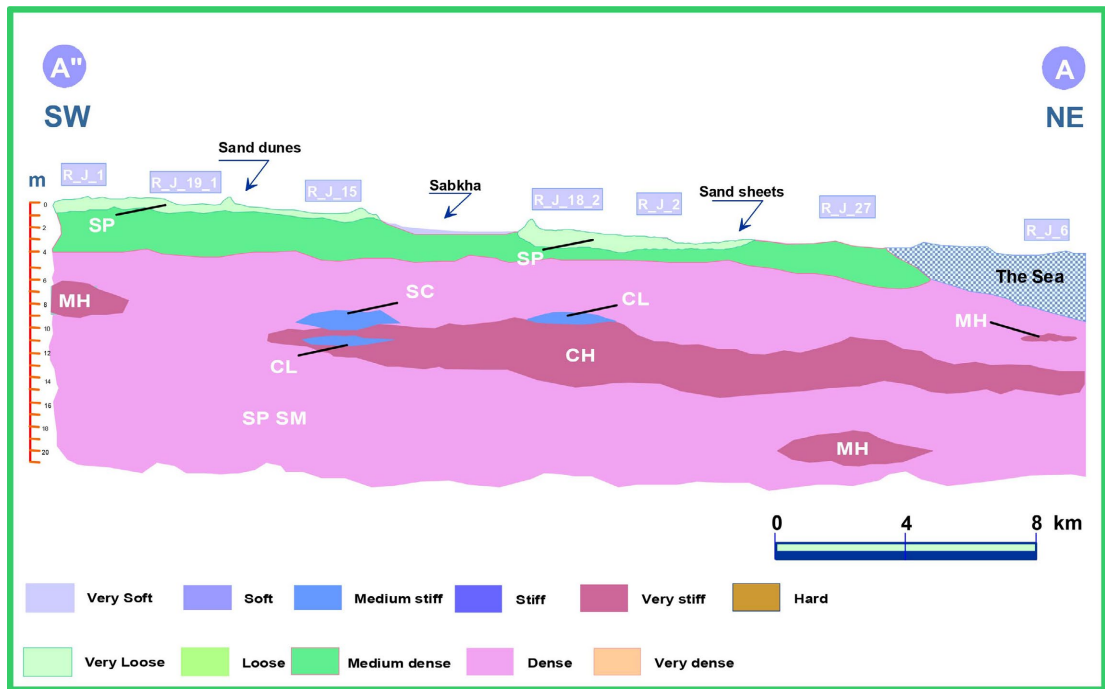 A"
A
SW
NE
Sand dunes
R_J_1
R_J_19_1
R_J_15
Sabkha
R_J_18_2
R_J_2
Sand sheets
R_J_27
R_J_6
m
0
2
4
6
8
10
12
14
16
18
20
SP
SP
The Sea
MH
SC
CL
MH
CL
CH
SP SM
MH
0 4 8 km
Very Soft Soft Medium stiff Stiff Very stiff Hard
Very Loose Loose Medium dense Dense Very dense